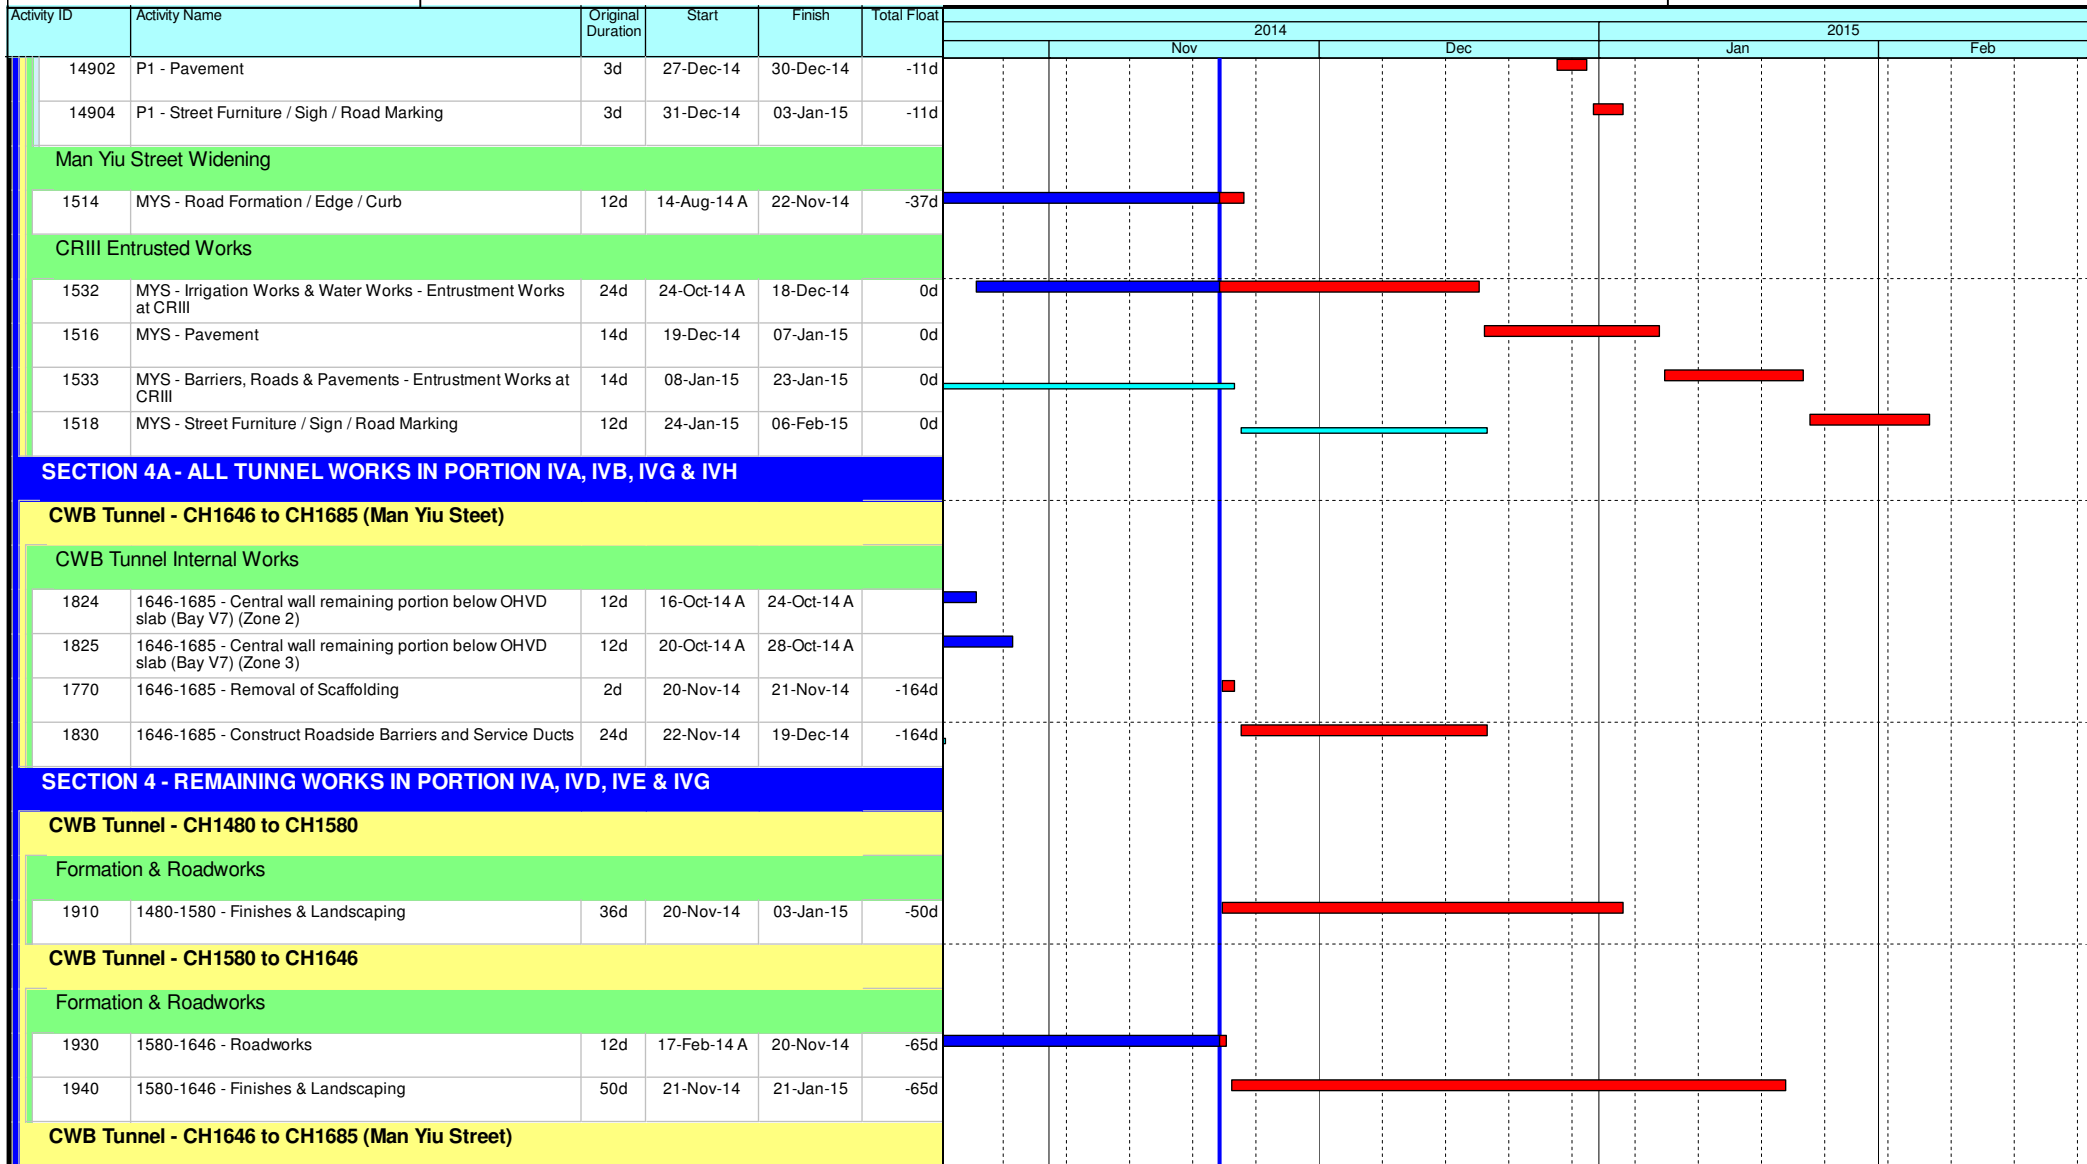 Activity ID Activity Name Original Duration Start Finish Total Float
2014 2015
Nov Dec Jan Feb
14902 P1 - Pavement 3d 27-Dec-14 30-Dec-14 -11d
14904 P1 - Street Furniture / Sigh / Road Marking 3d 31-Dec-14 03-Jan-15 -11d
Man Yiu Street Widening
1514 MYS - Road Formation / Edge / Curb 12d 14-Aug-14 A 22-Nov-14 -37d
CRIII Entrusted Works
1532 MYS - Irrigation Works & Water Works - Entrustment Works at CRIII 24d 24-Oct-14 A 18-Dec-14 0d
1516 MYS - Pavement 14d 19-Dec-14 07-Jan-15 0d
1533 MYS - Barriers, Roads & Pavements - Entrustment Works at CRIII 14d 08-Jan-15 23-Jan-15 0d
1518 MYS - Street Furniture / Sign / Road Marking 12d 24-Jan-15 06-Feb-15 0d
SECTION 4A - ALL TUNNEL WORKS IN PORTION IVA, IVB, IVG & IVH
CWB Tunnel - CH1646 to CH1685 (Man Yiu Steet)
CWB Tunnel Internal Works
1824 1646-1685 - Central wall remaining portion below OHVD slab (Bay V7) (Zone 2) 12d 16-Oct-14 A 24-Oct-14 A
1825 1646-1685 - Central wall remaining portion below OHVD slab (Bay V7) (Zone 3) 12d 20-Oct-14 A 28-Oct-14 A
1770 1646-1685 - Removal of Scaffolding 2d 20-Nov-14 21-Nov-14 -164d
1830 1646-1685 - Construct Roadside Barriers and Service Ducts 24d 22-Nov-14 19-Dec-14 -164d
SECTION 4 - REMAINING WORKS IN PORTION IVA, IVD, IVE & IVG
CWB Tunnel - CH1480 to CH1580
Formation & Roadworks
1910 1480-1580 - Finishes & Landscaping 36d 20-Nov-14 03-Jan-15 -50d
CWB Tunnel - CH1580 to CH1646
Formation & Roadworks
1930 1580-1646 - Roadworks 12d 17-Feb-14 A 20-Nov-14 -65d
1940 1580-1646 - Finishes & Landscaping 50d 21-Nov-14 21-Jan-15 -65d
CWB Tunnel - CH1646 to CH1685 (Man Yiu Street)